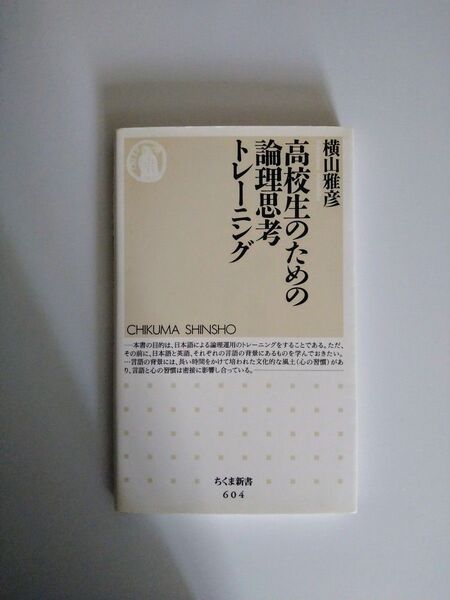 横山雅彦
高校生のための
論理思考
トレーニング
CHIKUMA SHINSHO
―本書の目的は、日本語による論理運用のトレーニングをすることである。ただ、
その前に、日本語と英語、それぞれの言語の背景にあるものを学んでおきたい。
…言語の背景には、長い時間をかけて培われた文化的な風土(心の習慣)があ
り、言語と心の習慣は密接に影響し合っている。―
ちくま新書
604